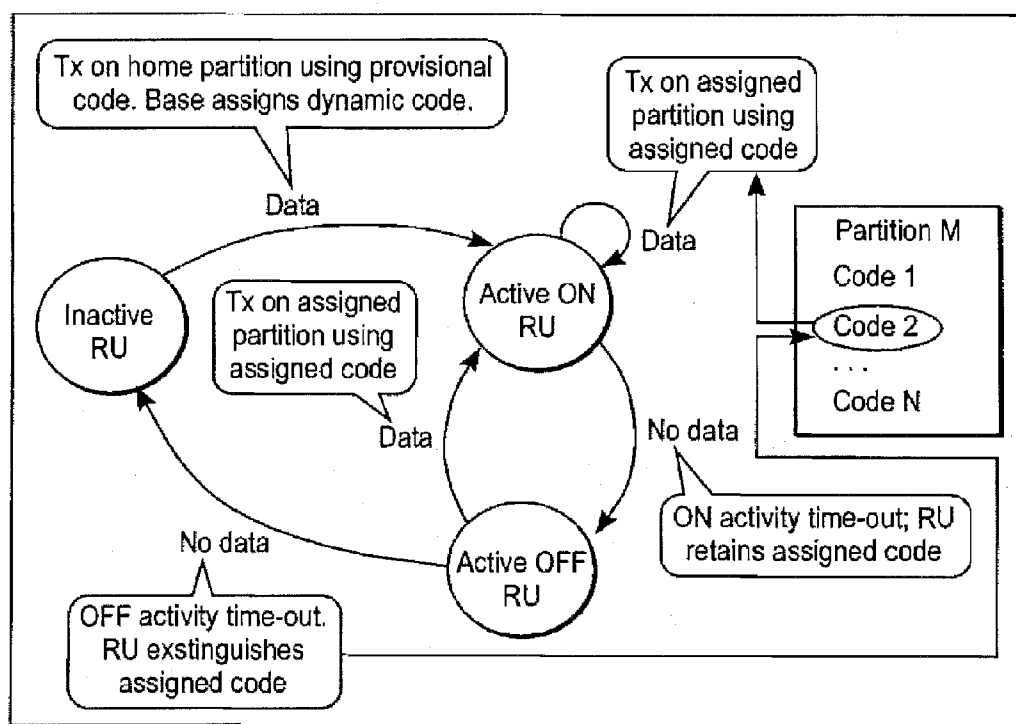 Tx on home partition using provisional
code. Base assigns dynamic code.
Tx on assigned
partition using
assigned code
Data
Data
Partition M
Code 1
Code 2
...
Code N
Inactive
RU
Tx on assigned
partition using
assigned code
Active ON
RU
Data
No data
ON activity time-out; RU
retains assigned code
No data
Active OFF
RU
OFF activity time-out.
RU exstinguishes
assigned code